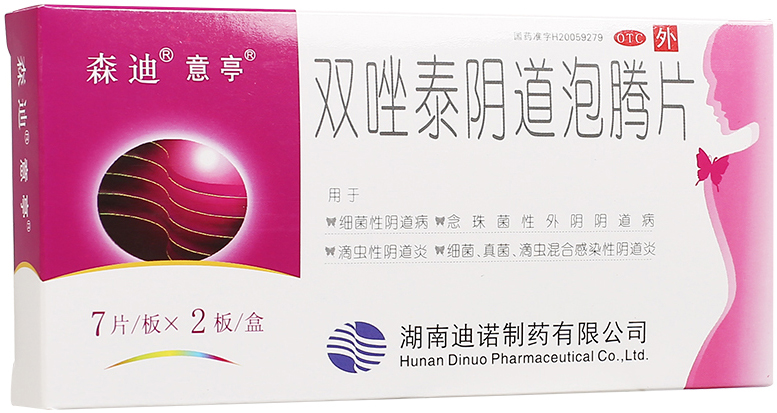 森迪® 意亭®
森迪® 意亭®
7片/板×2板/盒
国药准字H20059279
OTC
外
双唑泰阴道泡腾片
用于
细菌性阴道病 念珠菌性外阴阴道病
滴虫性阴道炎 细菌、真菌、滴虫混合感染性阴道炎
湖南迪诺制药有限公司
Hunan Dinuo Pharmaceutical Co.,Ltd.